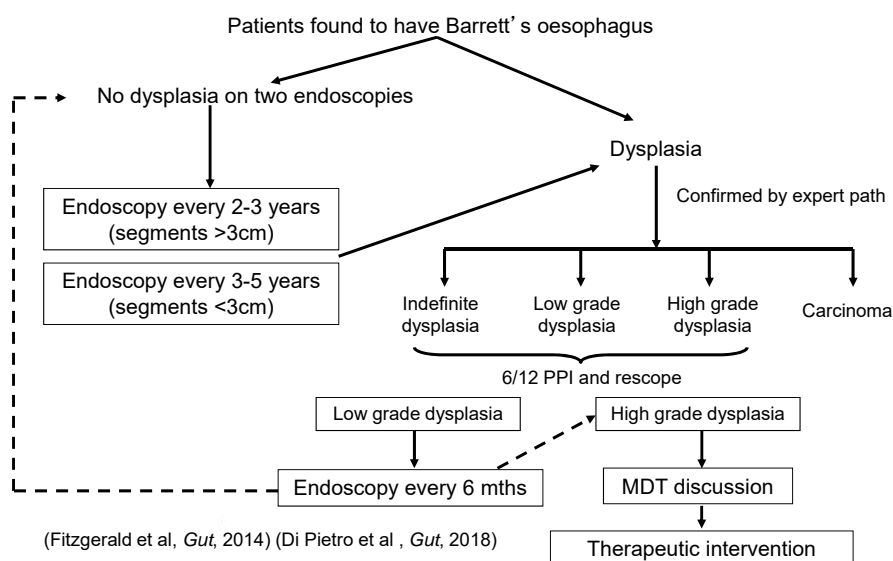 Patients found to have Barrett’s oesophagus
No dysplasia on two endoscopies
Dysplasia
Confirmed by expert path
Endoscopy every 2-3 years
(segments >3cm)
Endoscopy every 3-5 years
(segments <3cm)
Indefinite
dysplasia
Low grade
dysplasia
High grade
dysplasia
Carcinoma
6/12 PPI and rescope
Low grade dysplasia
High grade dysplasia
Endoscopy every 6 mths
MDT discussion
(Fitzgerald et al, Gut, 2014) (Di Pietro et al , Gut, 2018)
Therapeutic intervention